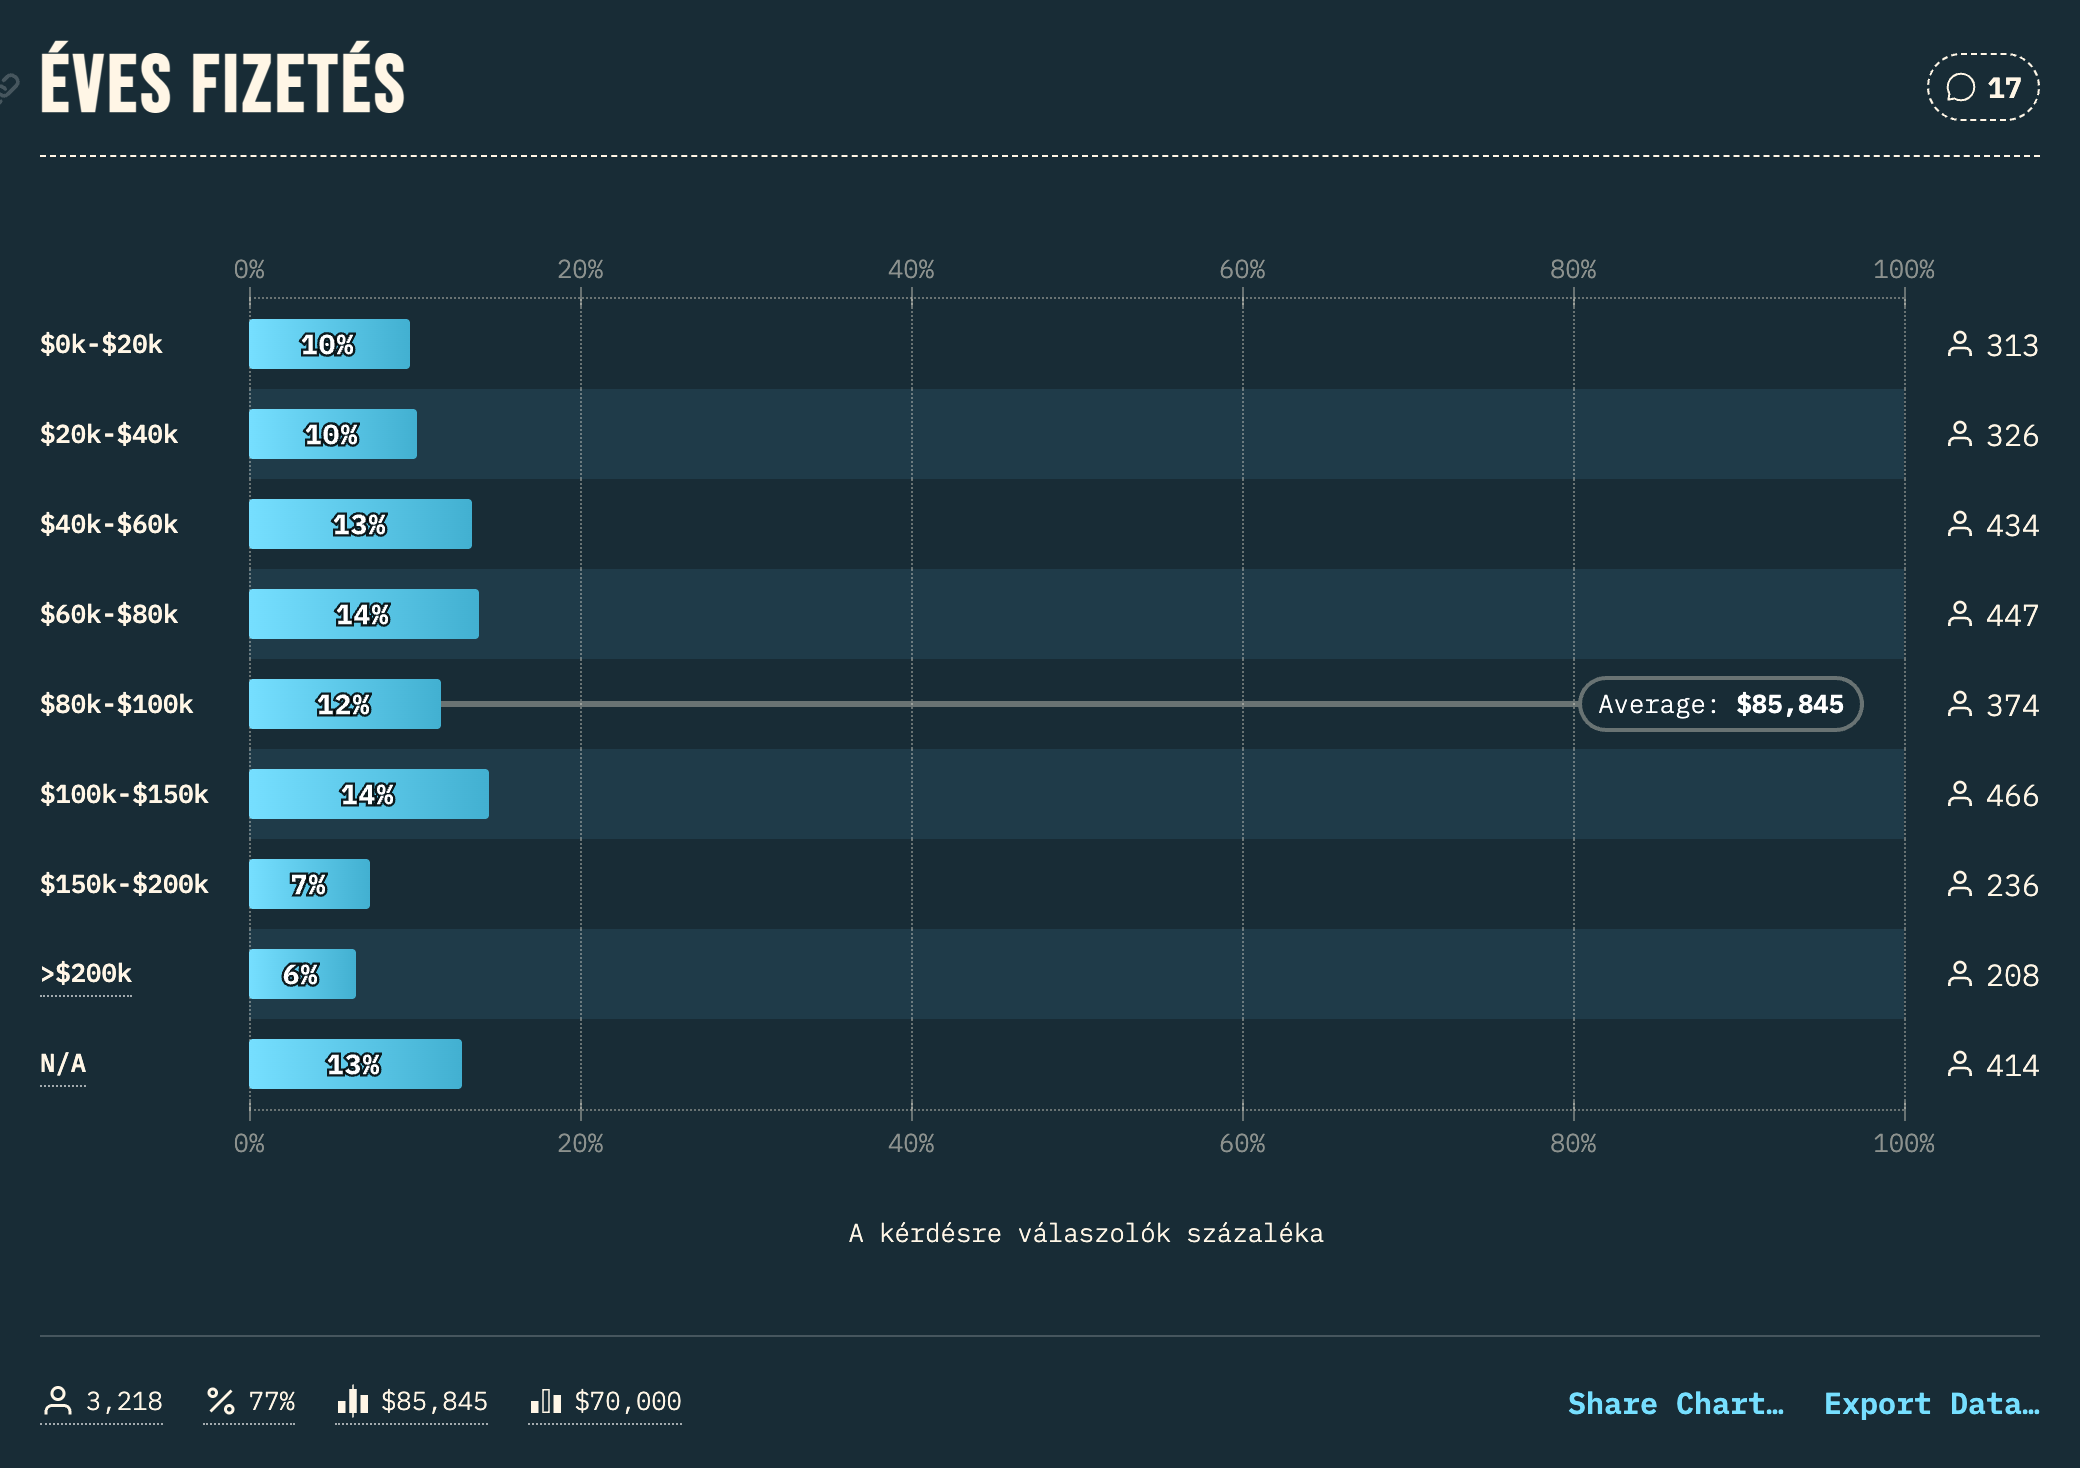 ÉVES FIZETÉS
17
0% 20% 40% 60% 80% 100%
$0k-$20k 10% 313
$20k-$40k 10% 326
$40k-$60k 13% 434
$60k-$80k 14% 447
$80k-$100k 12% Average: $85,845 374
$100k-$150k 14% 466
$150k-$200k 7% 236
>$200k 6% 208
N/A 13% 414
0% 20% 40% 60% 80% 100%
A kérdésre válaszolók százaléka
3,218 77% $85,845 $70,000 Share Chart… Export Data…